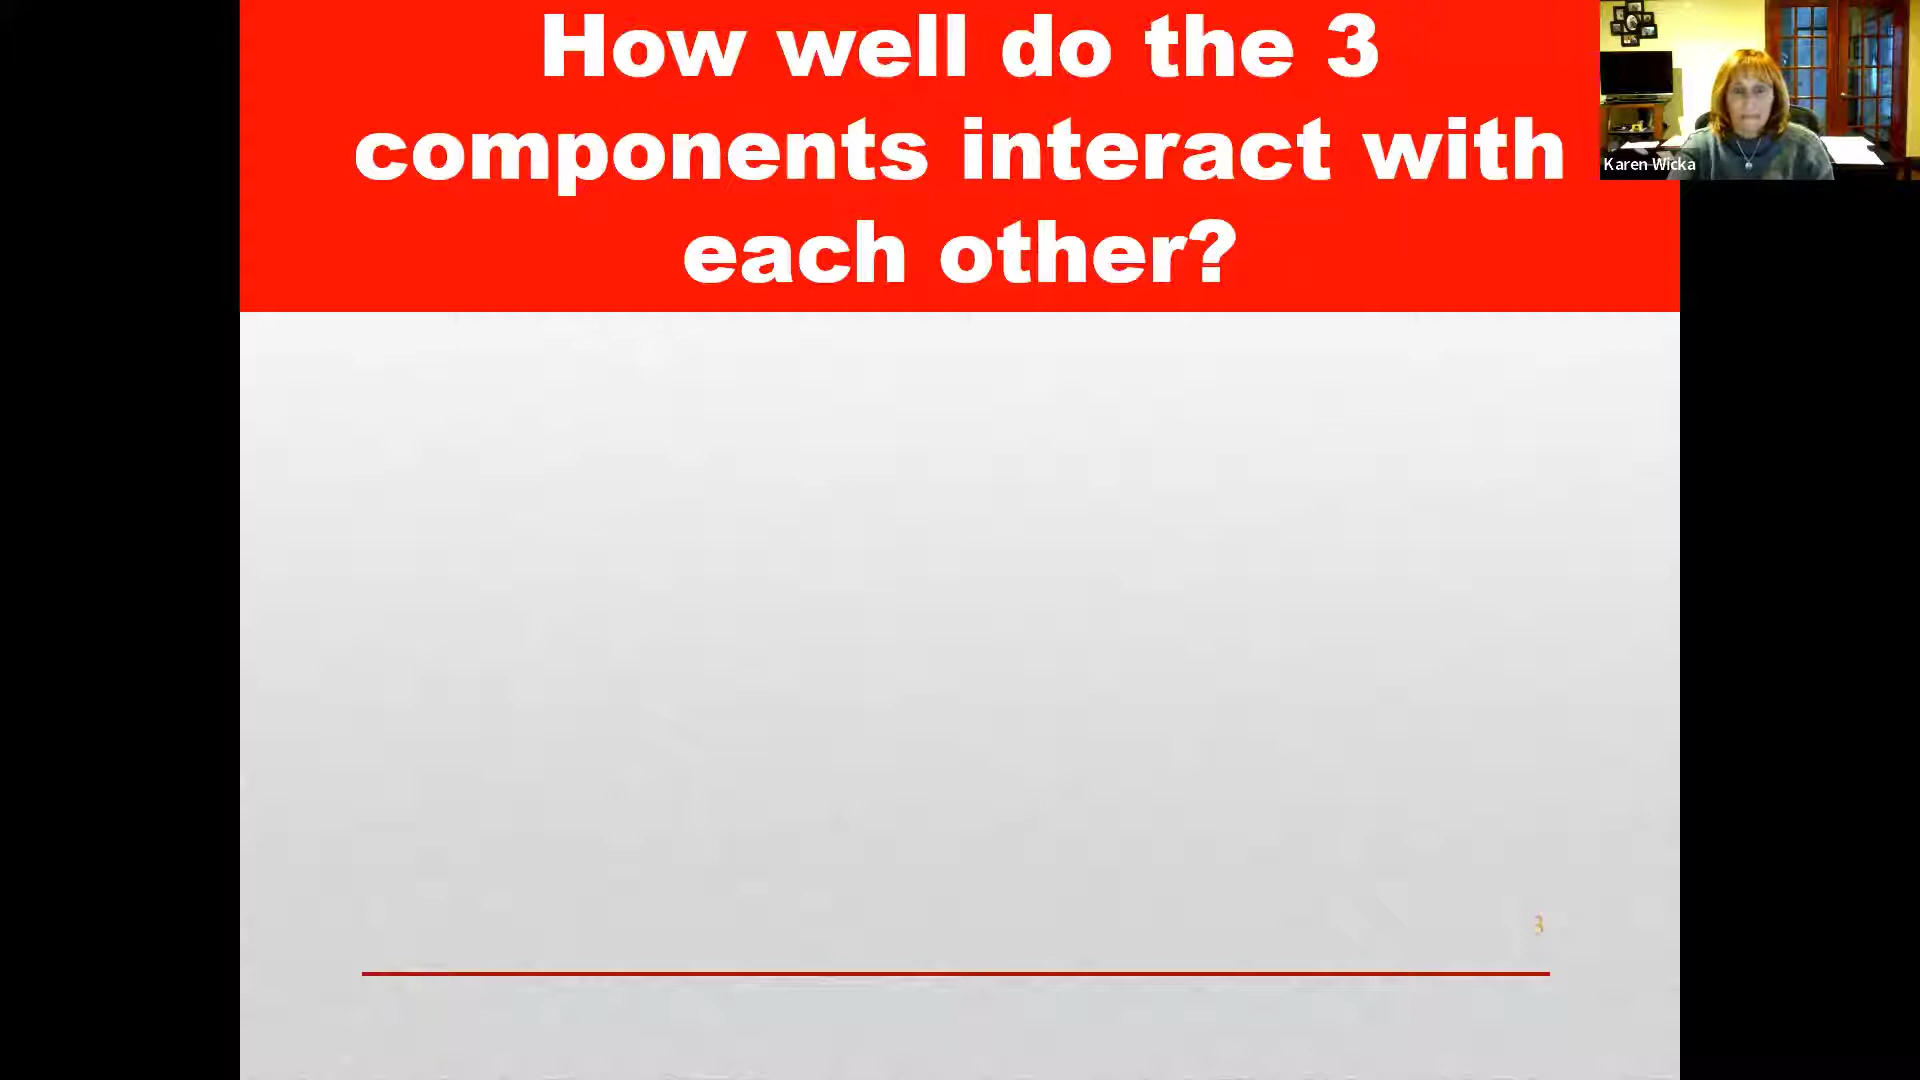 How well do the 3
components interact with
each other?
Karen Wicka
3